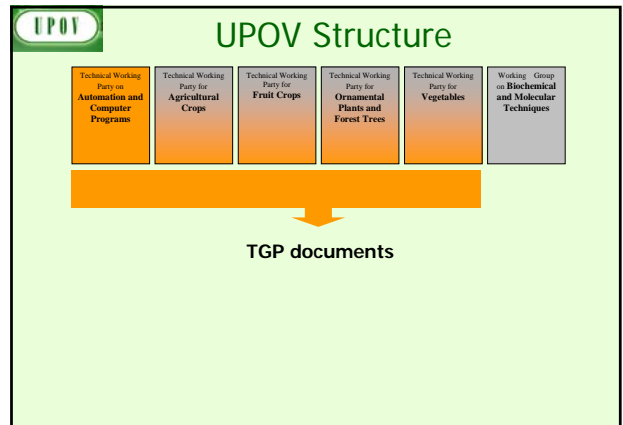 UPOV
UPOV Structure
Technical Working
Party on
Automation and
Computer
Programs
Technical Working
Party for
Agricultural
Crops
Technical Working
Party for
Fruit Crops
Technical Working
Party for
Ornamental
Plants and
Forest Trees
Technical Working
Party for
Vegetables
Working Group
on Biochemical
and Molecular
Techniques
TGP documents